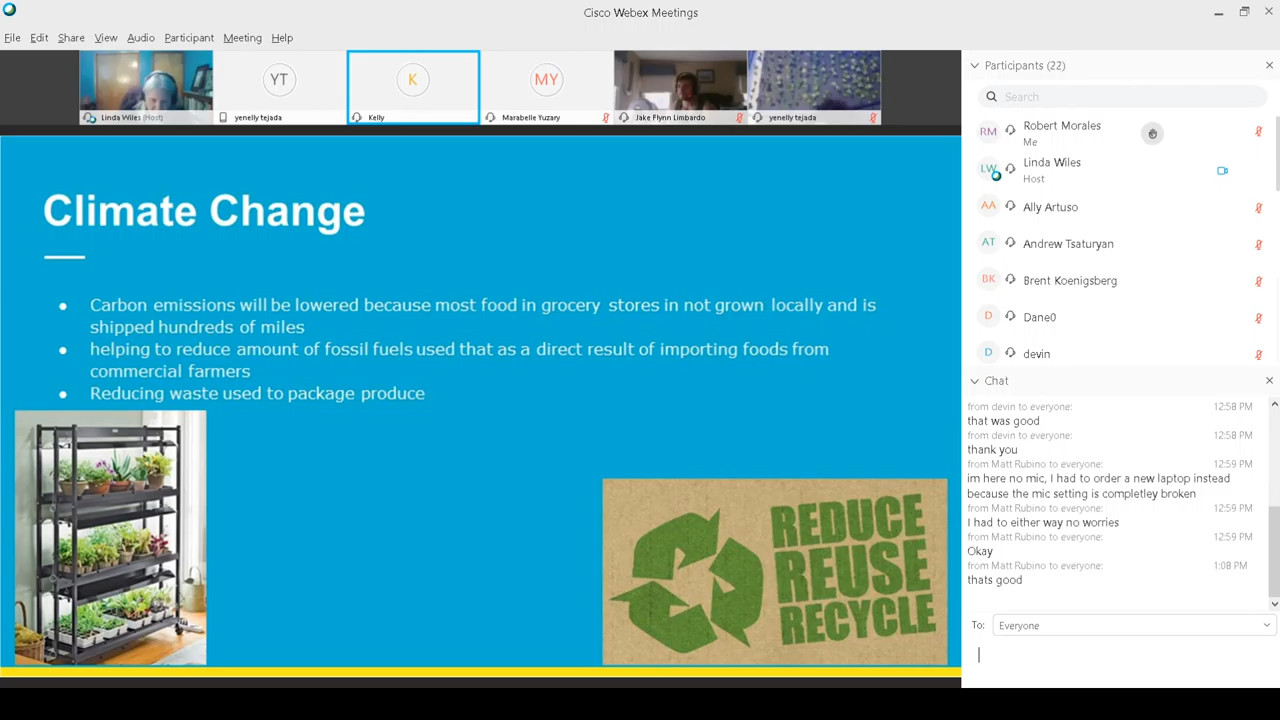 Cisco Webex Meetings
File Edit Share View Audio Participant Meeting Help
YT
K
MY
Linda Wiles (Host)
yenelly tejada
Kelly
Marabelle Yuzary
Jake Flynn Limbardo
yenelly tejada
Climate Change
Carbon emissions will be lowered because most food in grocery stores in not grown locally and is
shipped hundreds of miles
helping to reduce amount of fossil fuels used that as a direct result of importing foods from
commercial farmers
Reducing waste used to package produce
REDUCE
REUSE
RECYCLE
Participants (22)
Search
RM Robert Morales
Me
LW Linda Wiles
Host
AA Ally Artuso
AT Andrew Tsaturyan
BK Brent Koenigsberg
D Dane0
D devin
Chat
from devin to everyone: 12:58 PM
that was good
from devin to everyone: 12:58 PM
thank you
from Matt Rubino to everyone: 12:59 PM
im here no mic, I had to order a new laptop instead
because the mic setting is completley broken
from Matt Rubino to everyone: 12:59 PM
I had to either way no worries
from Matt Rubino to everyone: 12:59 PM
Okay
from Matt Rubino to everyone: 1:08 PM
thats good
To: Everyone